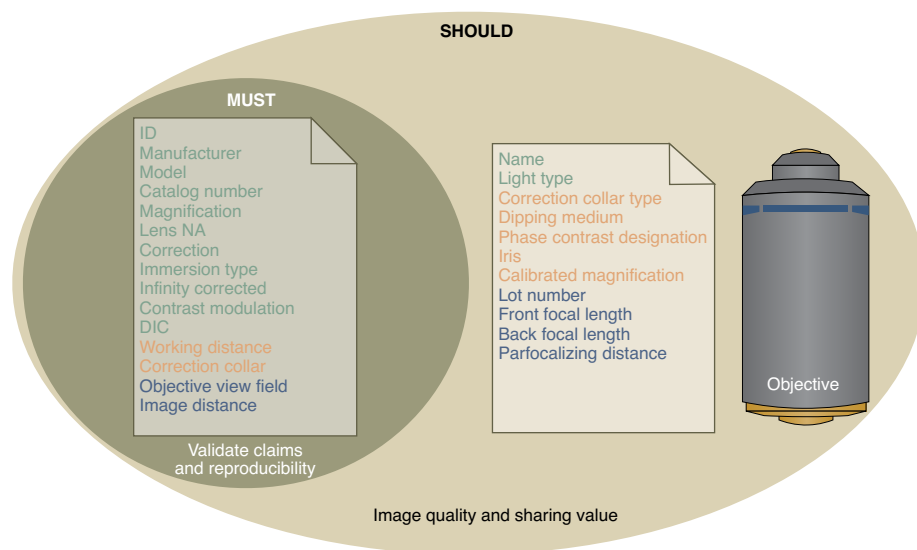 SHOULD
MUST
ID
Manufacturer
Model
Catalog number
Magnification
Lens NA
Correction
Immersion type
Infinity corrected
Contrast modulation
DIC
Working distance
Correction collar
Objective view field
Image distance
Validate claims
and reproducibility
Name
Light type
Correction collar type
Dipping medium
Phase contrast designation
Iris
Calibrated magnification
Lot number
Front focal length
Back focal length
Parfocalizing distance
Objective
Image quality and sharing value